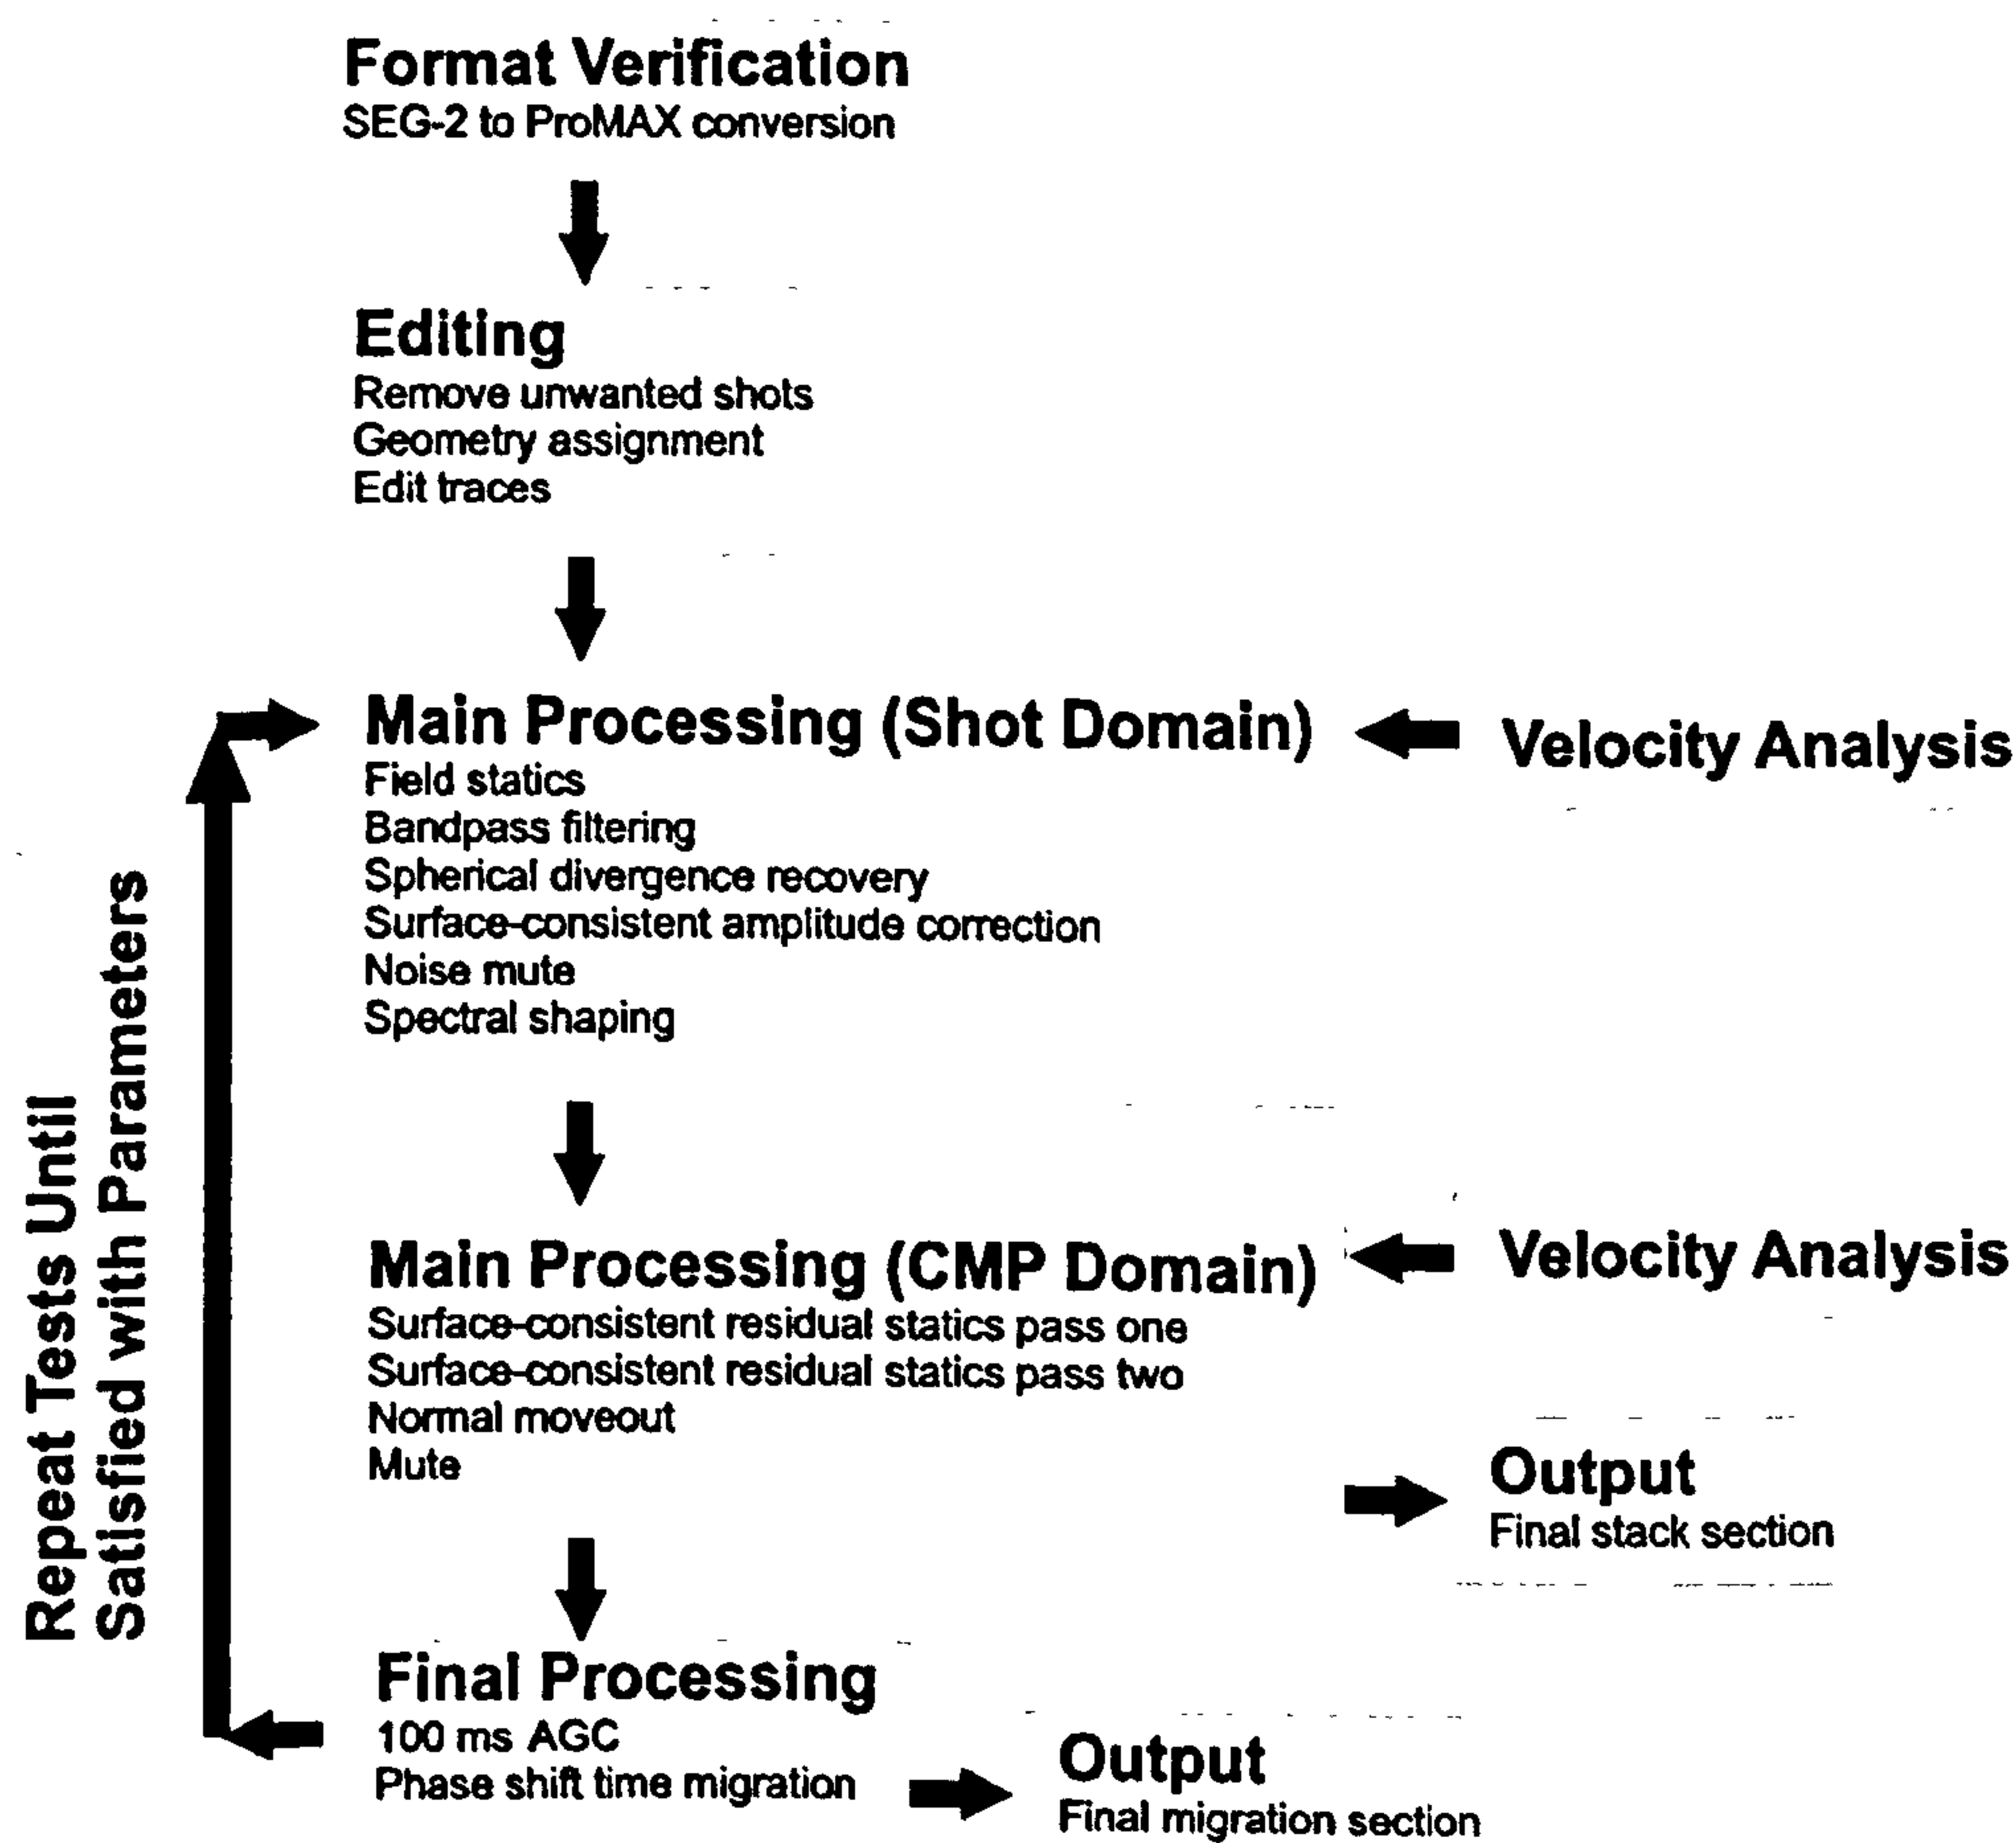 Format Verification
SEG-2 to ProMAX conversion
Editing
Remove unwanted shots
Geometry assignment
Edit traces
Main Processing (Shot Domain)
Velocity Analysis
Field statics
Bandpass filtering
Spherical divergence recovery
Surface-consistent amplitude correction
Noise mute
Spectral shaping
Main Processing (CMP Domain)
Velocity Analysis
Surface-consistent residual statics pass one
Surface-consistent residual statics pass two
Normal moveout
Mute
Output
Final stack section
Final Processing
100 ms AGC
Phase shift time migration
Output
Final migration section
Repeat Tests Until
Satisfied with Parameters